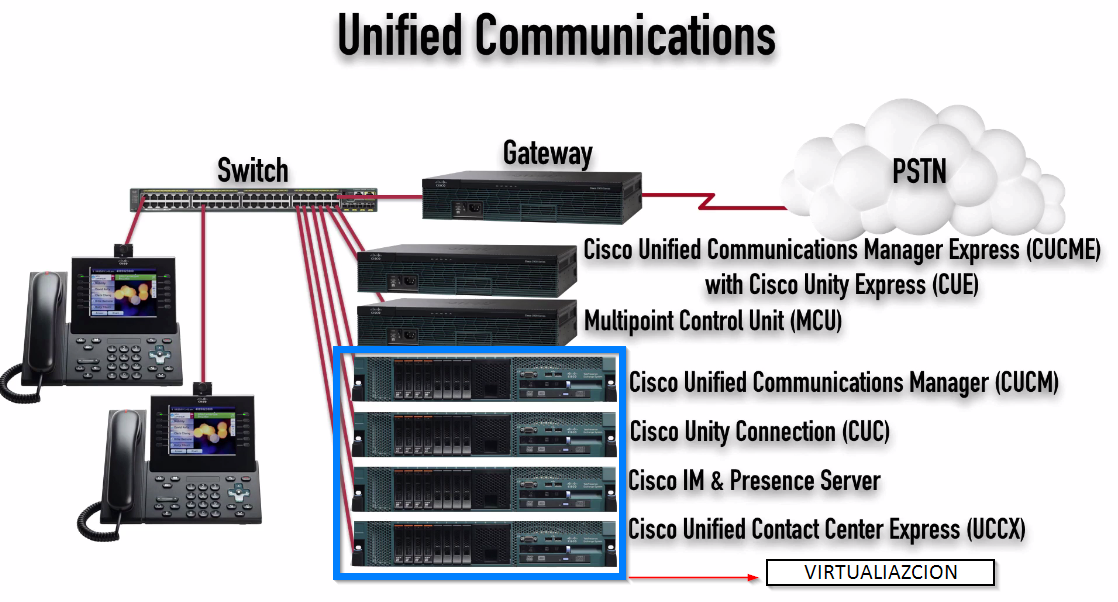 Unified Communications
Switch
Gateway
PSTN
Cisco Unified Communications Manager Express (CUCME)
with Cisco Unity Express (CUE)
Multipoint Control Unit (MCU)
Cisco Unified Communications Manager (CUCM)
Cisco Unity Connection (CUC)
Cisco IM & Presence Server
Cisco Unified Contact Center Express (UCCX)
VIRTUALIAZCION